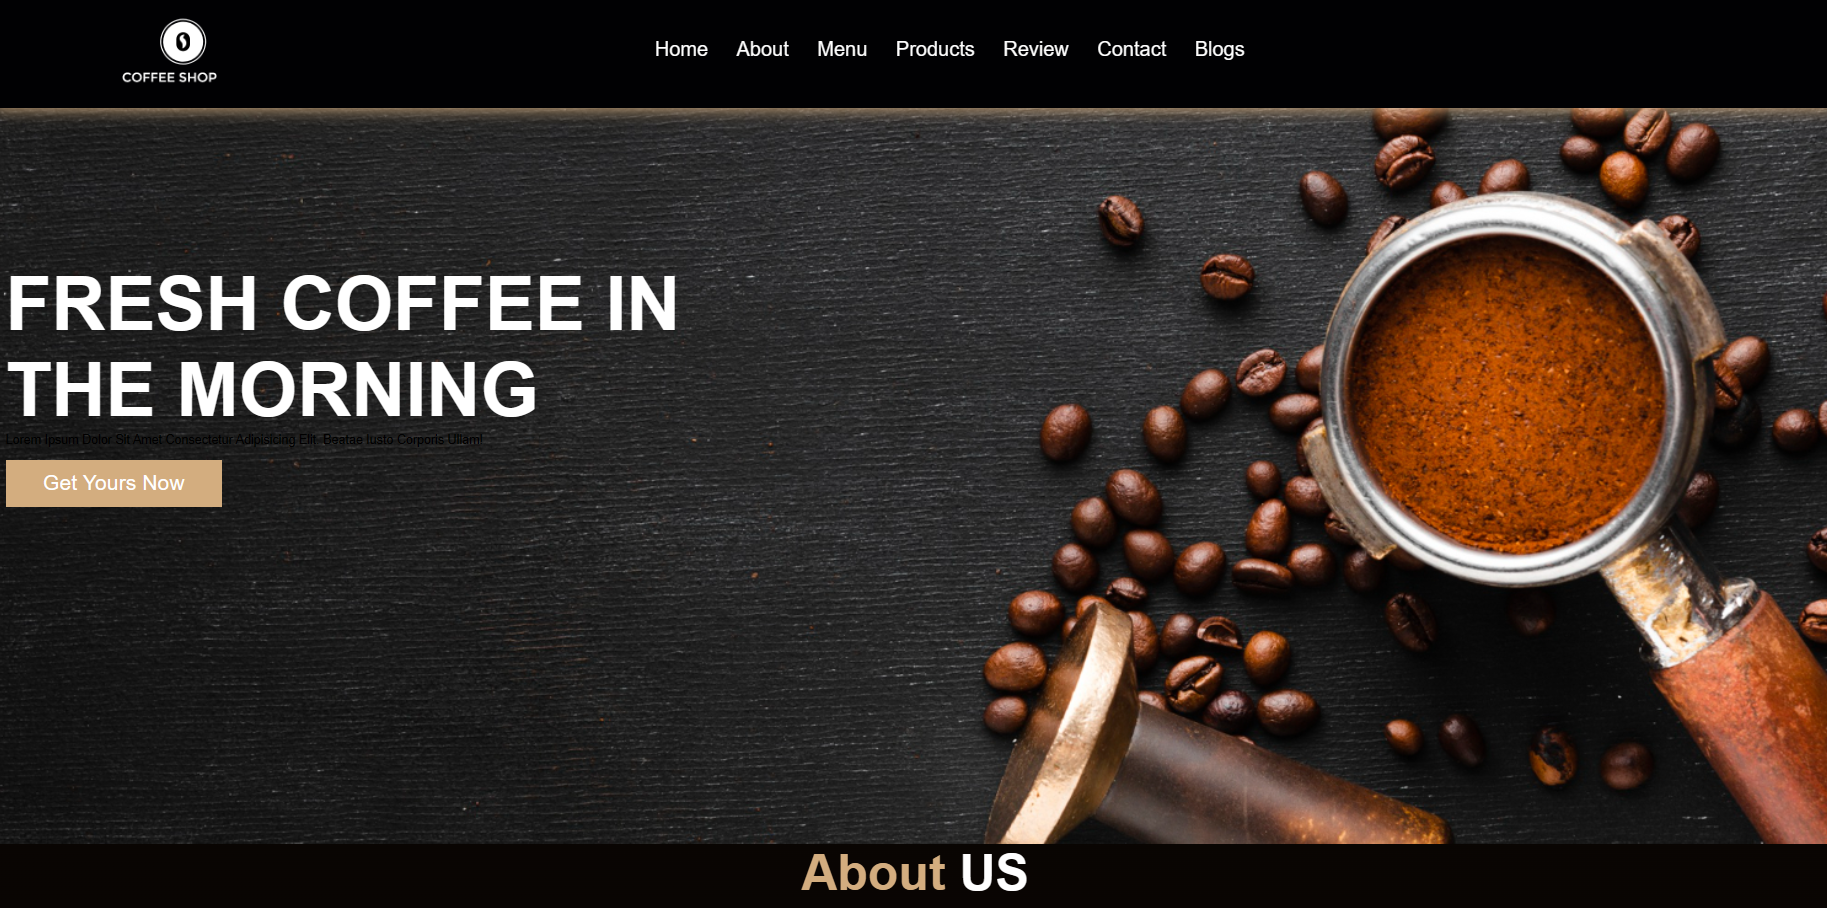 COFFEE SHOP
Home About Menu Products Review Contact Blogs
FRESH COFFEE IN
THE MORNING
Lorem Ipsum Dolor Sit Amet Consectetur Adipisicing Elit. Beatae Iusto Corporis Ullam!
Get Yours Now
About US